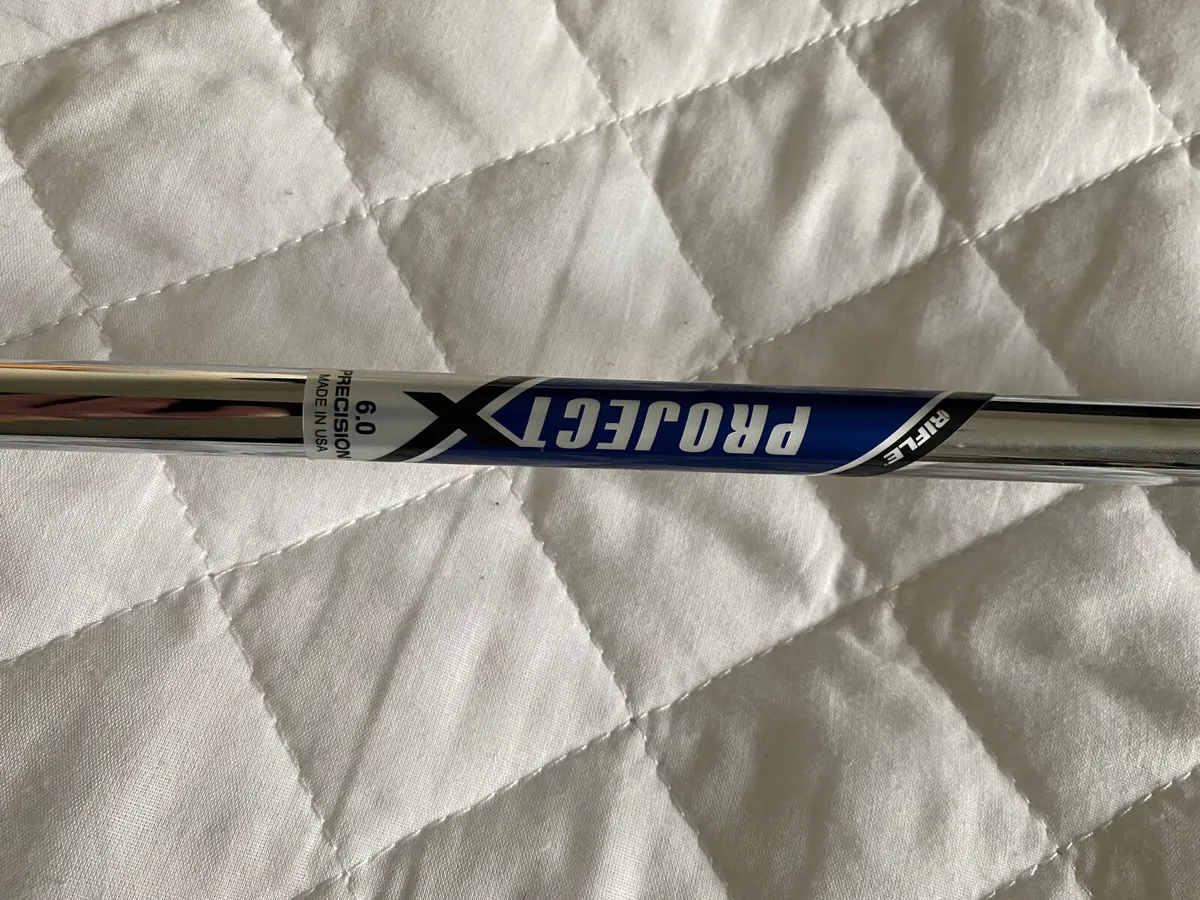 RIFLE
PROJECT X
6.0
PRECISION
MADE IN USA